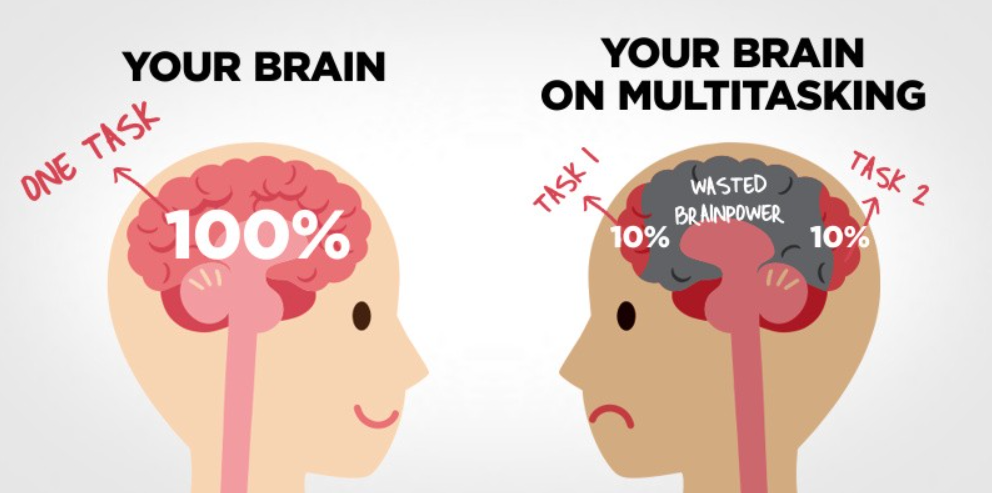 YOUR BRAIN
ONE TASK
100%
YOUR BRAIN
ON MULTITASKING
TASK 1
TASK 2
WASTED
BRAINPOWER
10%
10%